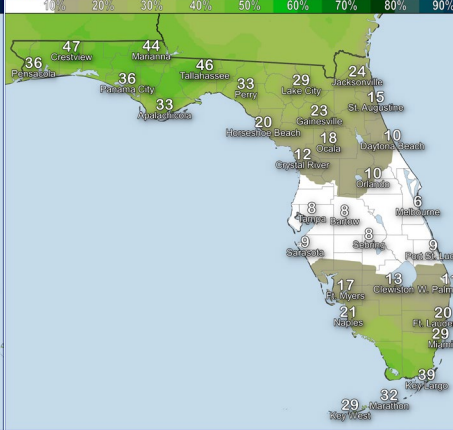 10% 20% 30% 40% 50% 60% 70% 80% 90%
47
Crestview
44
Marianna
36
Pensacola
46
Tallahassee
36
Panama City
33
Apalachicola
33
Perry
29
Lake City
24
Jacksonville
15
St. Augustine
23
Gainesville
20
Horseshoe Beach
18
Ocala
10
Daytona Beach
12
Crystal River
10
Orlando
6
Melbourne
8
Tampa
8
Bartow
8
Sebring
9
Sarasota
9
Port St. Luc
13
Clewiston
W. Palm
17
Ft. Myers
21
Naples
20
Ft. Laude
29
Miami
39
Key Largo
32
Marathon
29
Key West